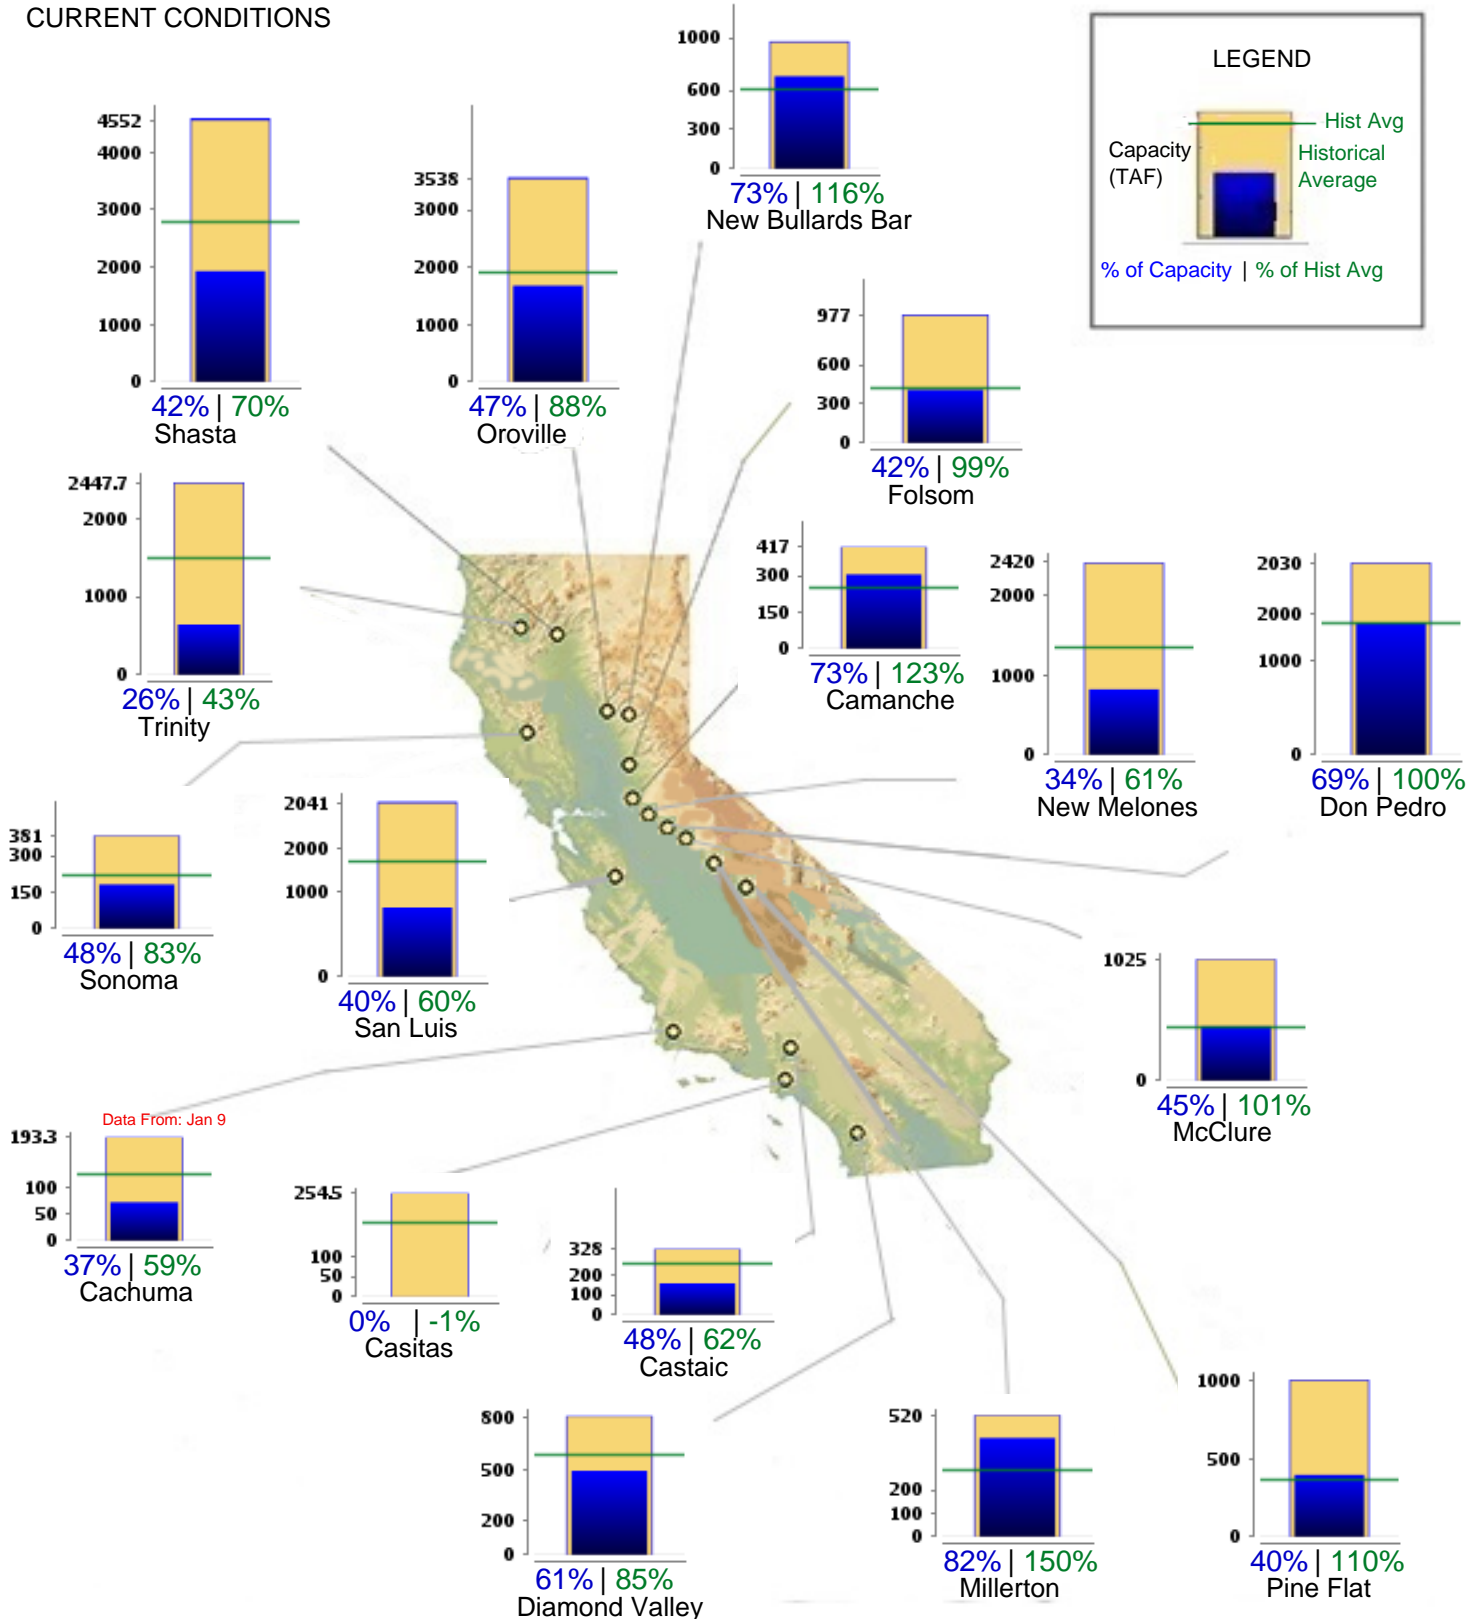 CURRENT CONDITIONS
1000
600
300
0
73% | 116%
New Bullards Bar
LEGEND
Hist Avg
Capacity
(TAF)
Historical
Average
% of Capacity | % of Hist Avg
4552
4000
3000
2000
1000
0
42% | 70%
Shasta
3538
3000
2000
1000
0
47% | 88%
Oroville
977
600
300
0
42% | 99%
Folsom
2447.7
2000
1000
0
26% | 43%
Trinity
417
300
150
0
73% | 123%
Camanche
2420
2000
1000
0
34% | 61%
New Melones
2030
2000
1000
0
69% | 100%
Don Pedro
381
300
150
0
48% | 83%
Sonoma
2041
2000
1000
0
40% | 60%
San Luis
1025
0
45% | 101%
McClure
Data From: Jan 9
193.3
100
50
0
37% | 59%
Cachuma
254.5
100
50
0
0% | -1%
Casitas
328
200
100
0
48% | 62%
Castaic
800
500
200
0
61% | 85%
Diamond Valley
520
200
100
0
82% | 150%
Millerton
1000
500
0
40% | 110%
Pine Flat